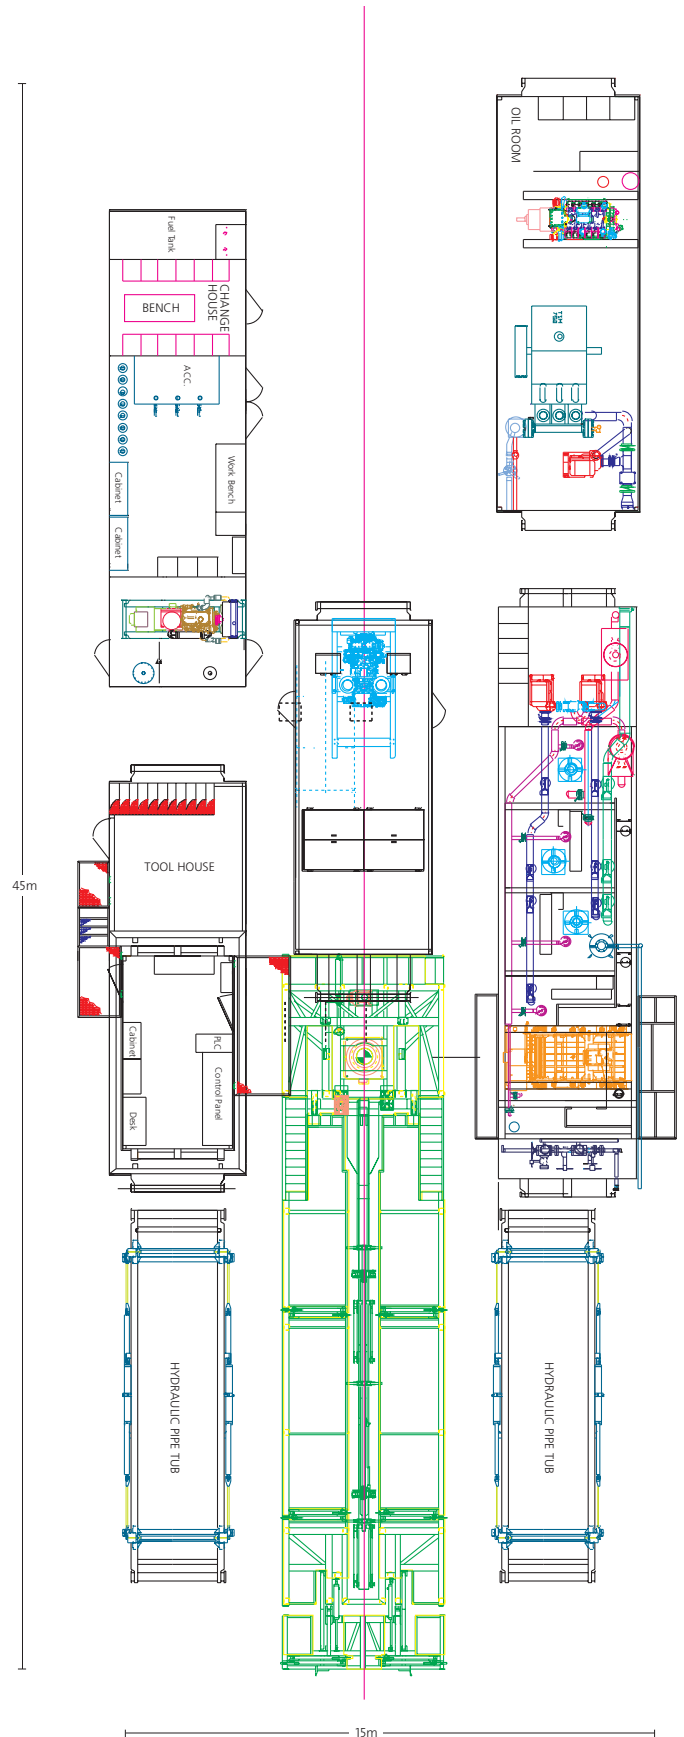 OIL ROOM
Fuel Tank
CHANGE
HOUSE
BENCH
ACC.
Work Bench
Cabinet
Cabinet
TOOL HOUSE
45m
Cabinet
PLC
Control Panel
Desk
HYDRAULIC PIPE TUB
HYDRAULIC PIPE TUB
15m